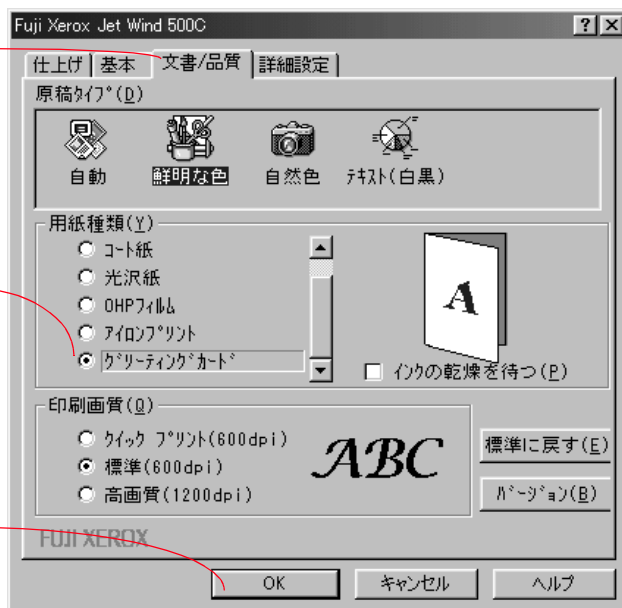 Fuji Xerox Jet Wind 500C
仕上げ 基本 文書/品質 詳細設定
原稿ﾀｲﾌﾟ(D)
自動 鮮明な色 自然色 ﾃｷｽﾄ(白黒)
用紙種類(Y)
ｺｰﾄ紙
光沢紙
OHPﾌｨﾙﾑ
ｱｲﾛﾝﾌﾟﾘﾝﾄ
ｸﾞﾘｰﾃｨﾝｸﾞｶｰﾄﾞ
A
ｲﾝｸの乾燥を待つ(P)
印刷画質(Q)
ｸｲｯｸ ﾌﾟﾘﾝﾄ(600dpi)
標準(600dpi)
高画質(1200dpi)
ABC
標準に戻す(E)
ﾊﾞｰｼﾞｮﾝ(B)
FUJI XEROX
OK ｷｬﾝｾﾙ ﾍﾙﾌﾟ